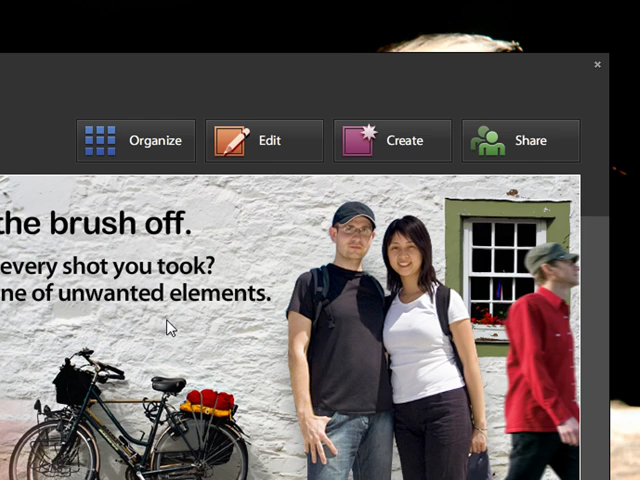 Organize
Edit
Create
Share
the brush off.
every shot you took?
ne of unwanted elements.